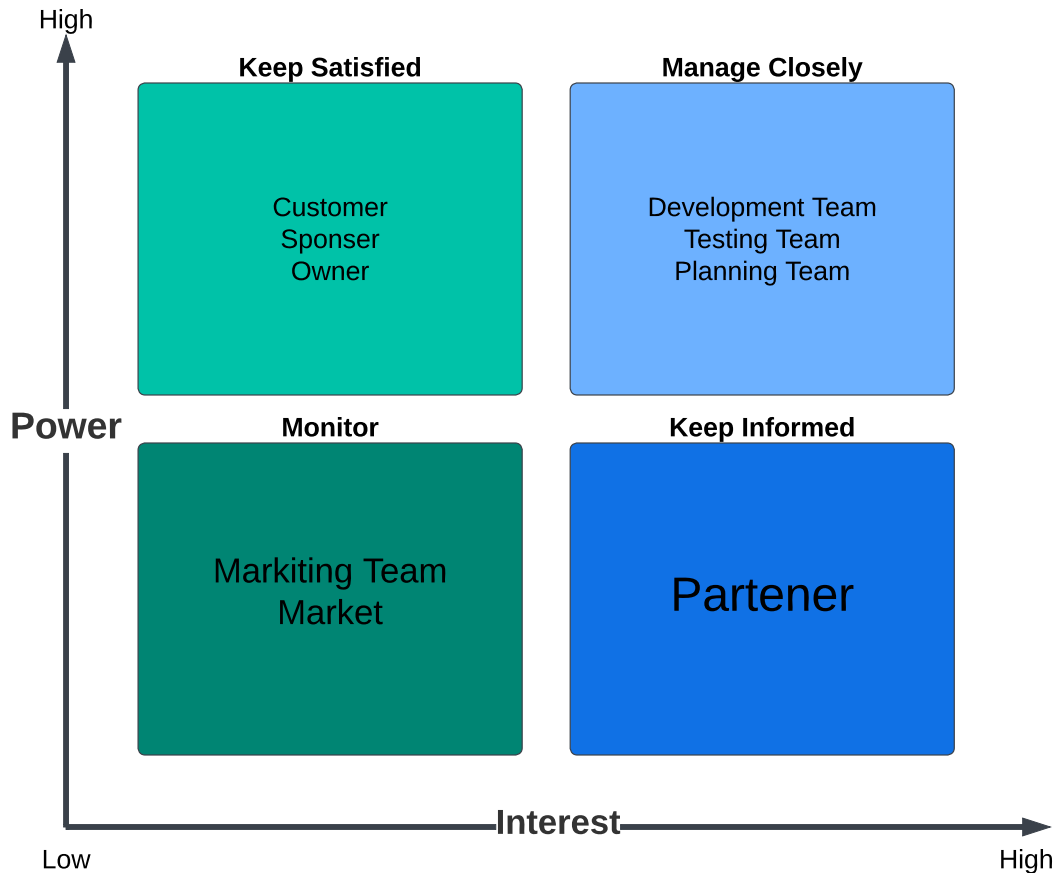 High
Keep Satisfied
Manage Closely
Customer
Sponser
Owner
Development Team
Testing Team
Planning Team
Power
Monitor
Keep Informed
Markiting Team
Market
Partener
Interest
Low
High